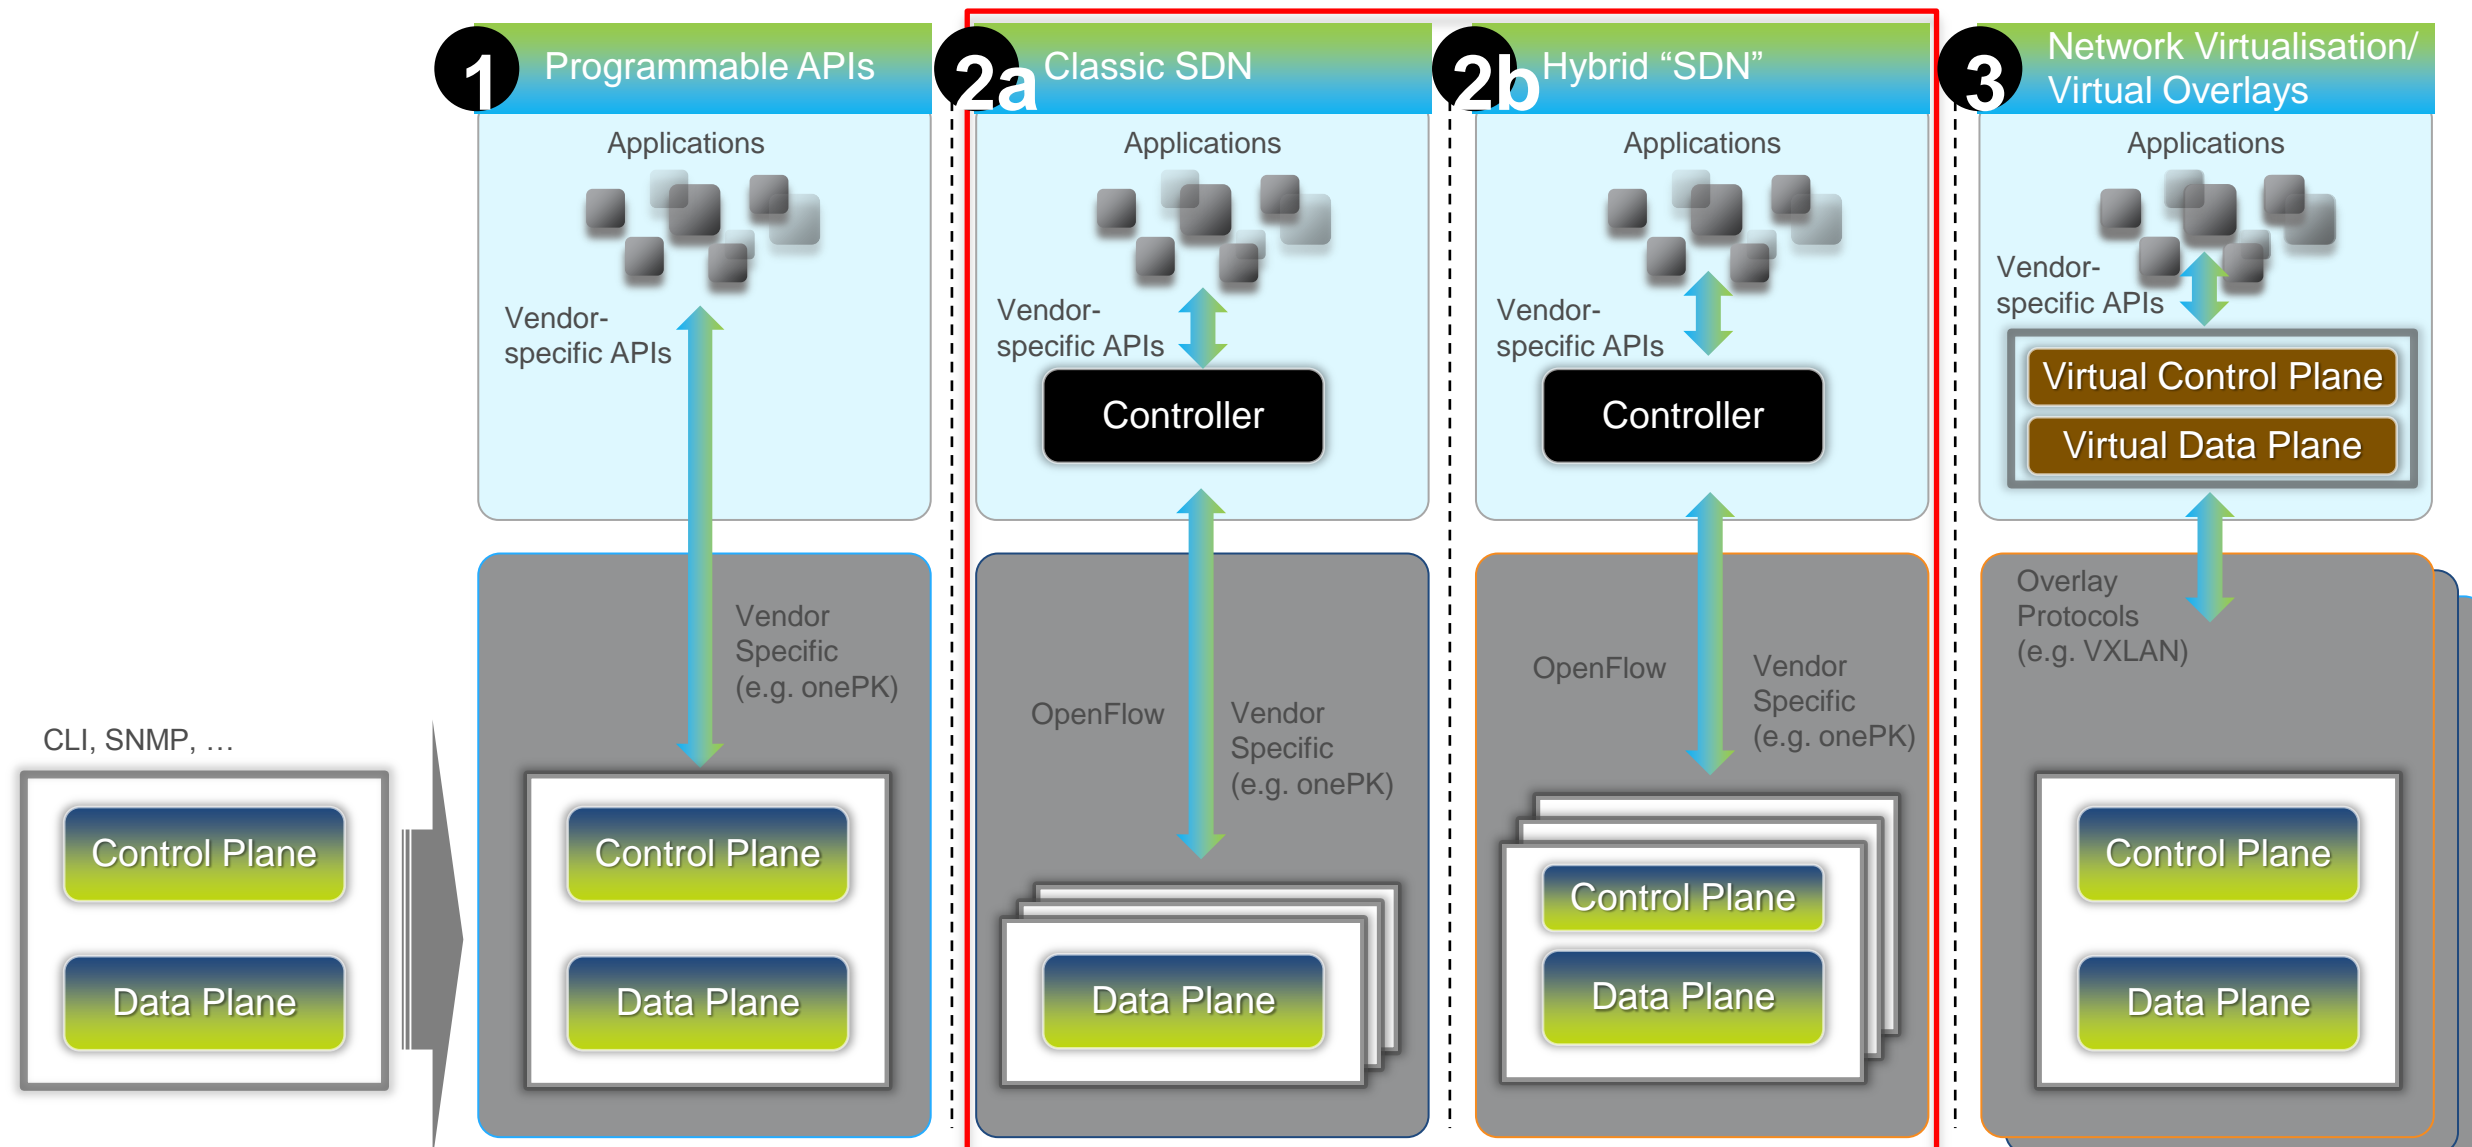 1
Programmable APIs
Applications
Vendor-
specific APIs
Vendor
Specific
(e.g. onePK)
CLI, SNMP, …
Control Plane
Data Plane
Control Plane
Data Plane
2a
Classic SDN
Applications
Vendor-
specific APIs
Controller
OpenFlow
Vendor
Specific
(e.g. onePK)
Data Plane
2b
Hybrid “SDN”
Applications
Vendor-
specific APIs
Controller
OpenFlow
Vendor
Specific
(e.g. onePK)
Control Plane
Data Plane
3
Network Virtualisation/
Virtual Overlays
Applications
Vendor-
specific APIs
Virtual Control Plane
Virtual Data Plane
Overlay
Protocols
(e.g. VXLAN)
Control Plane
Data Plane